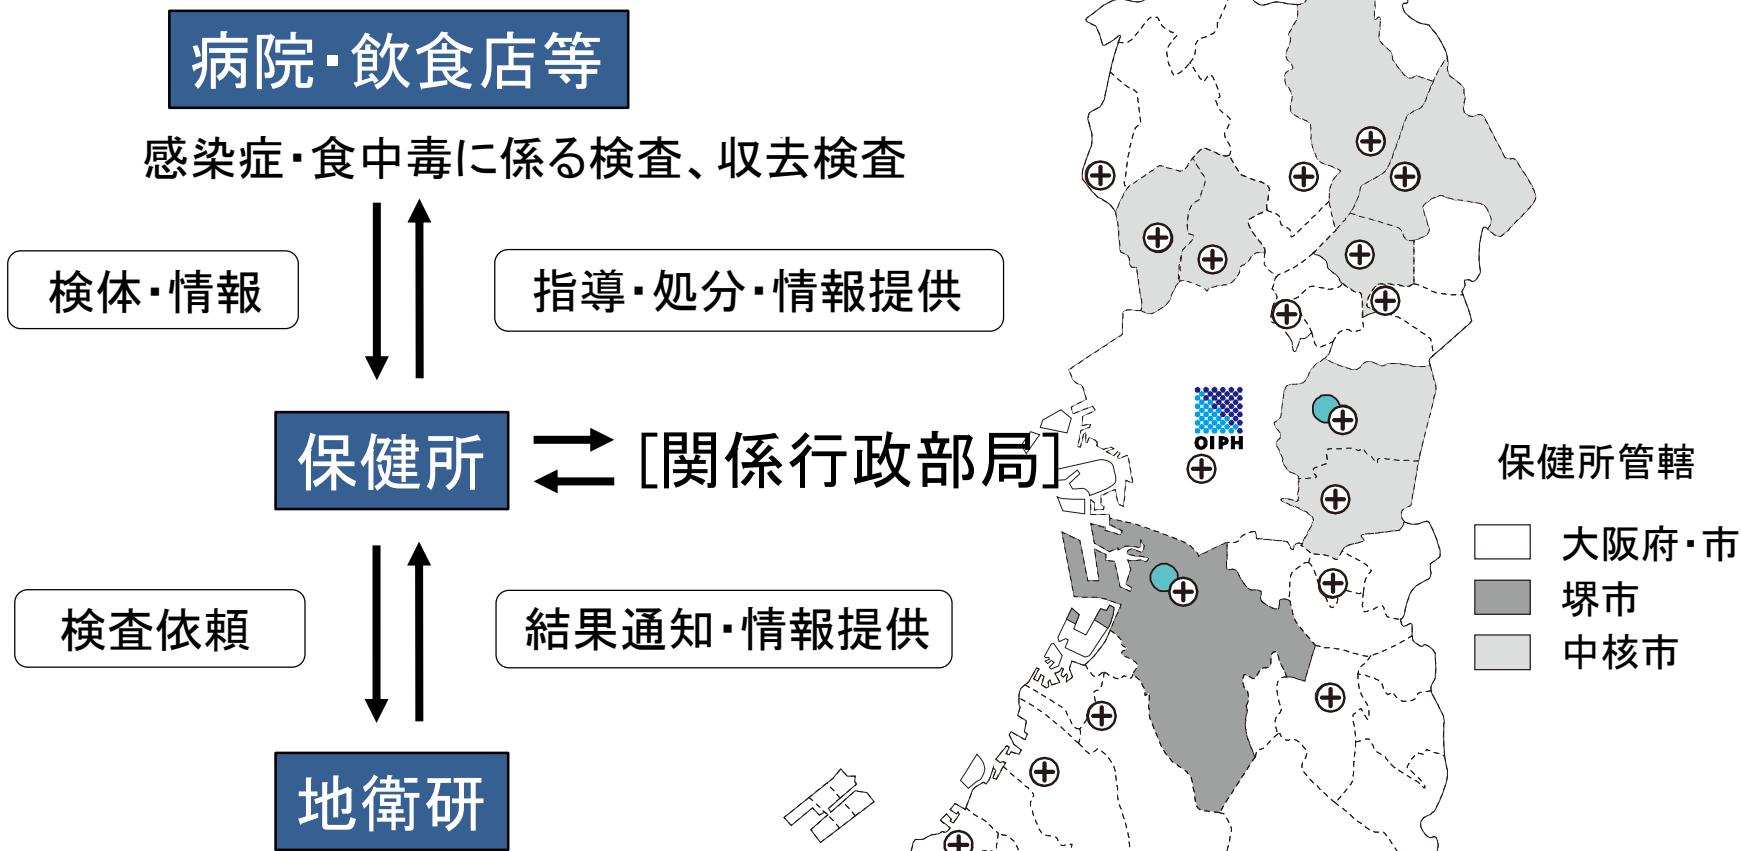 病院・飲食店等
感染症・食中毒に係る検査、収去検査
検体・情報
指導・処分・情報提供
保健所
[関係行政部局]
検査依頼
結果通知・情報提供
地衛研
OIPH
保健所管轄
大阪府・市
堺市
中核市